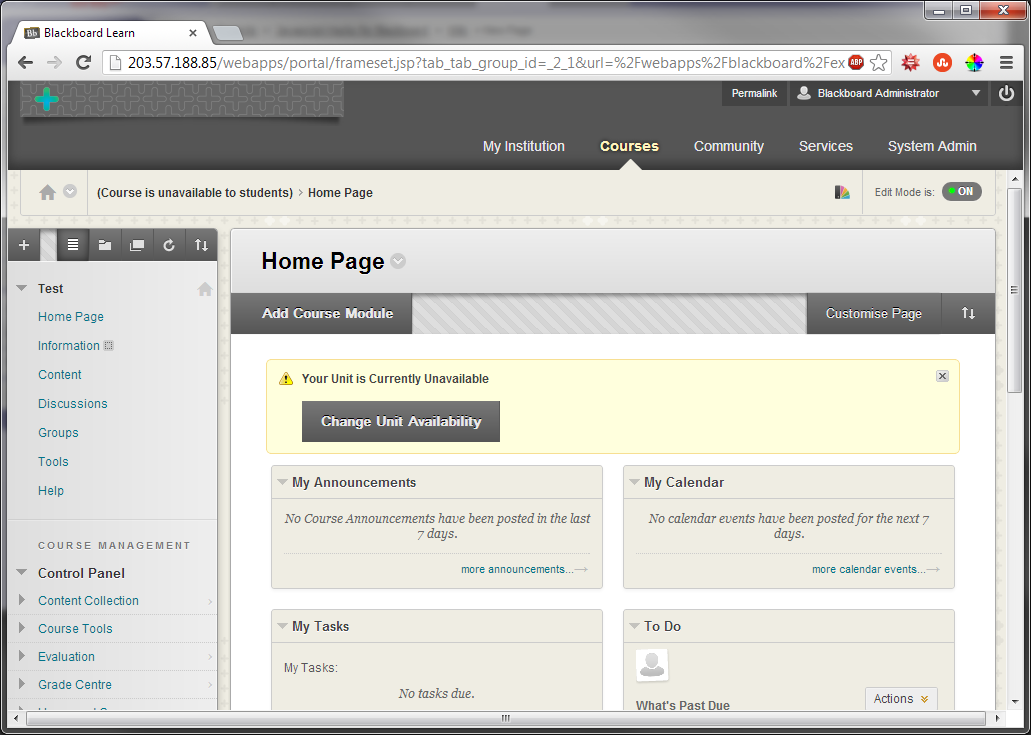 Bb Blackboard Learn
203.57.188.85/webapps/portal/frameset.jsp?tab_tab_group_id=_2_1&url=%2Fwebapps%2Fblackboard%2Fex
ABP
Permalink
Blackboard Administrator
My Institution Courses Community Services System Admin
(Course is unavailable to students) > Home Page
Edit Mode is: ON
Home Page
Add Course Module
Customise Page
Test
Home Page
Information
Content
Discussions
Groups
Tools
Help
COURSE MANAGEMENT
Control Panel
Content Collection
Course Tools
Evaluation
Grade Centre
Your Unit is Currently Unavailable
Change Unit Availability
My Announcements
No Course Announcements have been posted in the last
7 days.
more announcements...
My Calendar
No calendar events have been posted for the next 7
days.
more calendar events...
My Tasks
My Tasks:
No tasks due.
To Do
What's Past Due
Actions